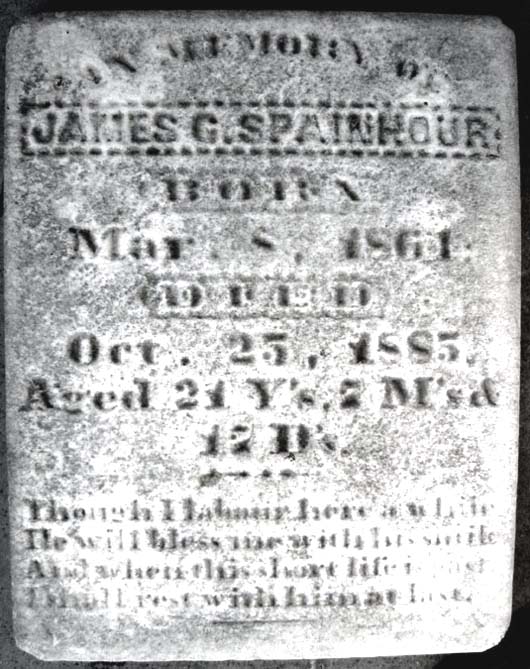 IN MEMORY OF
JAMES G. SPAINHOUR
BORN
Mar. 8, 1864
DIED
Oct. 25, 1885.
Aged 21 Y's, 7 M's &
17 D's.
Though I labour here a while
He will bless me with his smile
And when this short life is past
I shall rest with him at last.